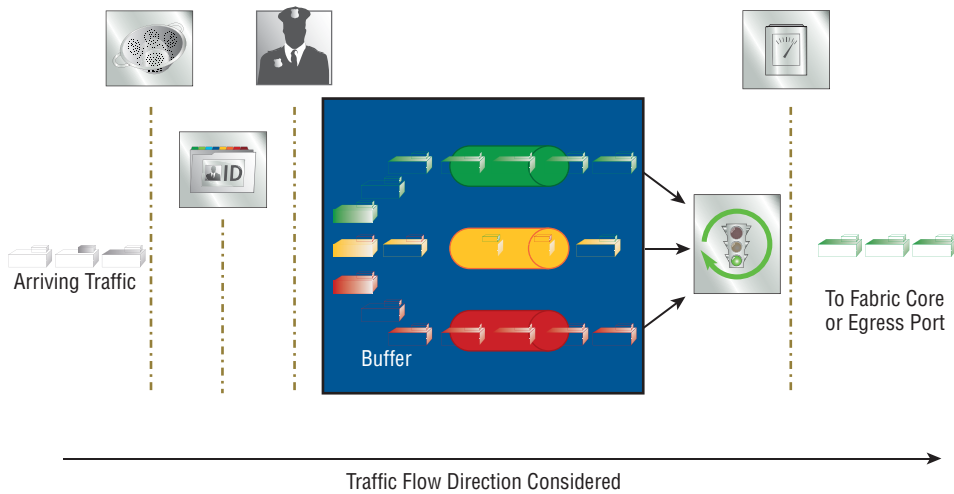 ID
Arriving Traffic
Buffer
To Fabric Core
or Egress Port
Traffic Flow Direction Considered